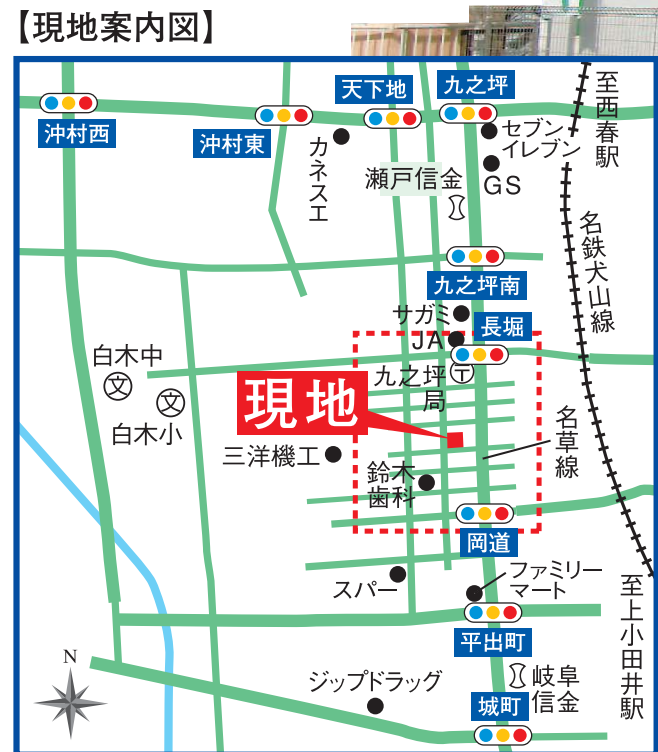 【現地案内図】
沖村西
沖村東
天下地
九之坪
至西春駅
カネスエ
セブン
イレブン
瀬戸信金
GS
九之坪南
名鉄犬山線
サガミ
JA
長堀
白木中
文
文
白木小
九之坪
局
〒
現地
名草線
三洋機工
鈴木
歯科
岡道
スパー
ファミリー
マート
至上小田井駅
平出町
N
ジップドラッグ
岐阜
信金
城町